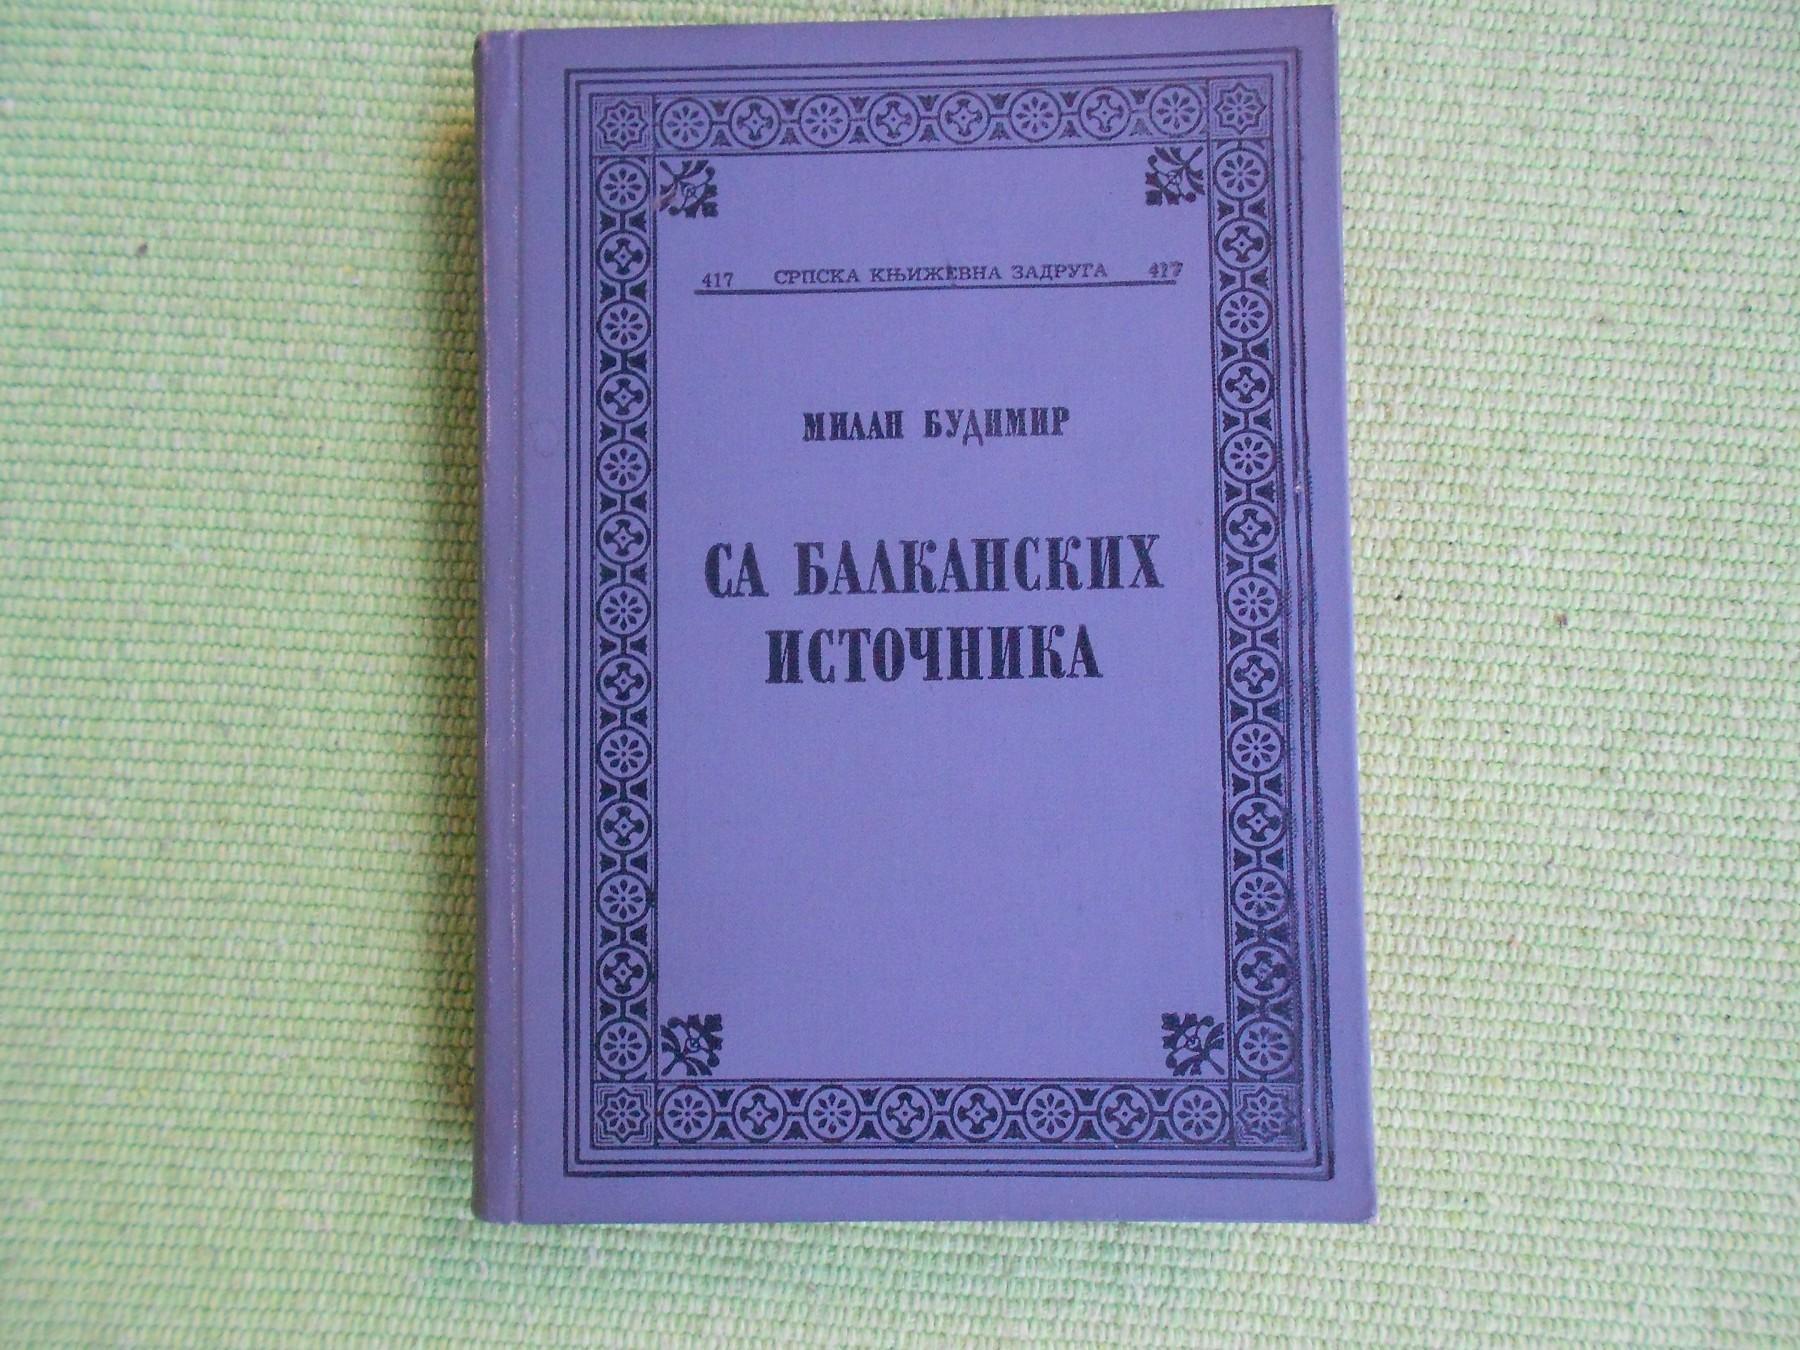 417 СРПСКА КЊИЖЕВНА ЗАДРУГА 417
МИЛАН БУДИМИР
СА БАЛКАНСКИХ
ИСТОЧНИКА